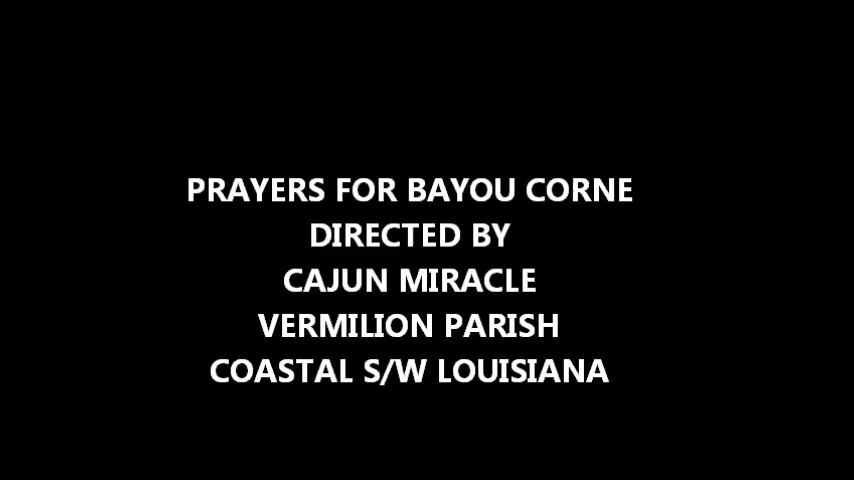 PRAYERS FOR BAYOU CORNE
DIRECTED BY
CAJUN MIRACLE
VERMILION PARISH
COASTAL S/W LOUISIANA